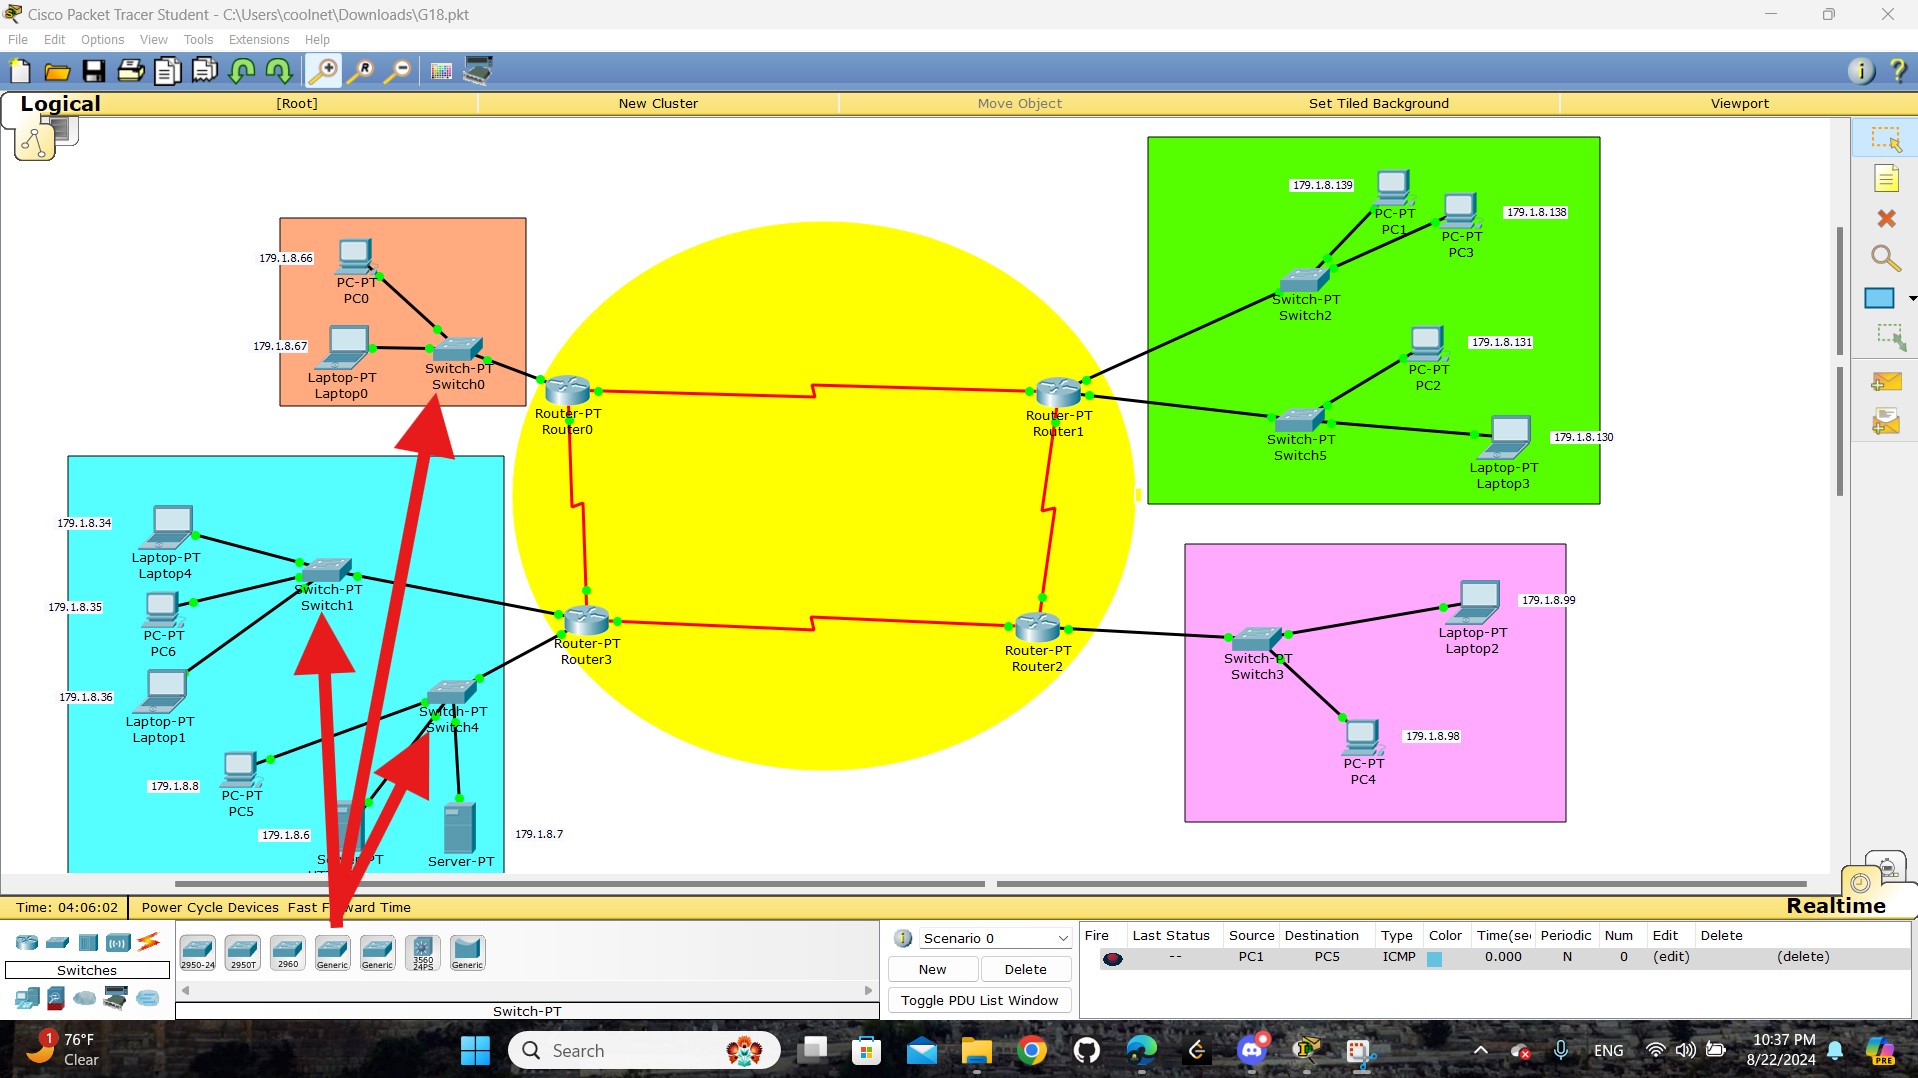 Cisco Packet Tracer Student - C:\Users\coolnet\Downloads\G18.pkt
File Edit Options View Tools Extensions Help
Logical [Root] New Cluster Move Object Set Tiled Background Viewport
179.1.8.66
PC-PT
PC0
179.1.8.67
Laptop-PT
Laptop0
Switch-PT
Switch0
Router-PT
Router0
Router-PT
Router1
179.1.8.139
PC-PT
PC1
179.1.8.138
PC-PT
PC3
Switch-PT
Switch2
179.1.8.131
PC-PT
PC2
Switch-PT
Switch5
179.1.8.130
Laptop-PT
Laptop3
179.1.8.34
Laptop-PT
Laptop4
Switch-PT
Switch1
179.1.8.35
PC-PT
PC6
179.1.8.36
Laptop-PT
Laptop1
Switch-PT
Switch4
179.1.8.8
PC-PT
PC5
179.1.8.6
179.1.8.7
Server-PT
Router-PT
Router3
Router-PT
Router2
Switch-PT
Switch3
179.1.8.99
Laptop-PT
Laptop2
179.1.8.98
PC-PT
PC4
Time: 04:06:02 Power Cycle Devices Fast Forward Time
Realtime
2950-24 2950T 2960 Generic Generic 3560 24PS Generic
Switches
Switch-PT
Scenario 0
New Delete
Toggle PDU List Window
Fire Last Status Source Destination Type Color Time(sec Periodic Num Edit Delete
-- PC1 PC5 ICMP 0.000 N 0 (edit) (delete)
1
76°F
Clear
Search
ENG
10:37 PM
8/22/2024
PRE